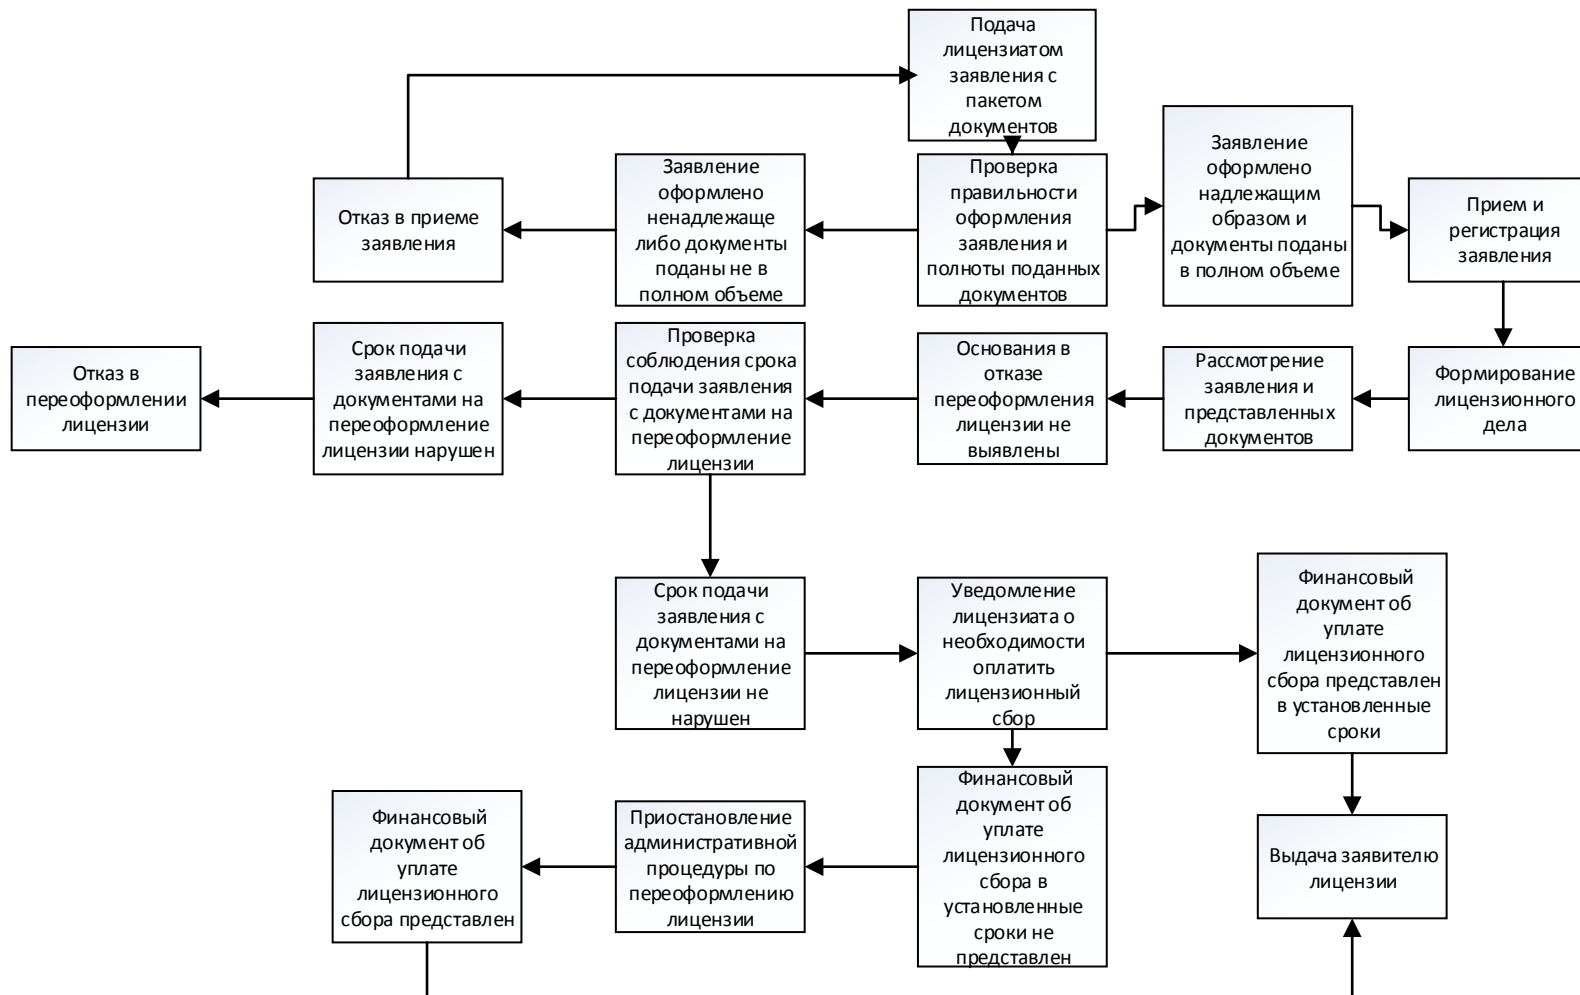 Подача
лицензиатом
заявления с
пакетом
документов
Проверка
правильности
оформления
заявления и
полноты поданных
документов
Заявление
оформлено
ненадлежаще
либо документы
поданы не в
полном объеме
Отказ в приеме
заявления
Заявление
оформлено
надлежащим
образом и
документы поданы
в полном объеме
Прием и
регистрация
заявления
Формирование
лицензионного
дела
Рассмотрение
заявления и
представленных
документов
Основания в
отказе
переоформления
лицензии не
выявлены
Проверка
соблюдения срока
подачи заявления
с документами на
переоформление
лицензии
Срок подачи
заявления с
документами на
переоформление
лицензии нарушен
Отказ в
переоформлении
лицензии
Срок подачи
заявления с
документами на
переоформление
лицензии не
нарушен
Уведомление
лицензиата о
необходимости
оплатить
лицензионный
сбор
Финансовый
документ об
уплате
лицензионного
сбора представлен
в установленные
сроки
Выдача заявителю
лицензии
Финансовый
документ об
уплате
лицензионного
сбора в
установленные
сроки не
представлен
Приостановление
административной
процедуры по
переоформлению
лицензии
Финансовый
документ об
уплате
лицензионного
сбора представлен